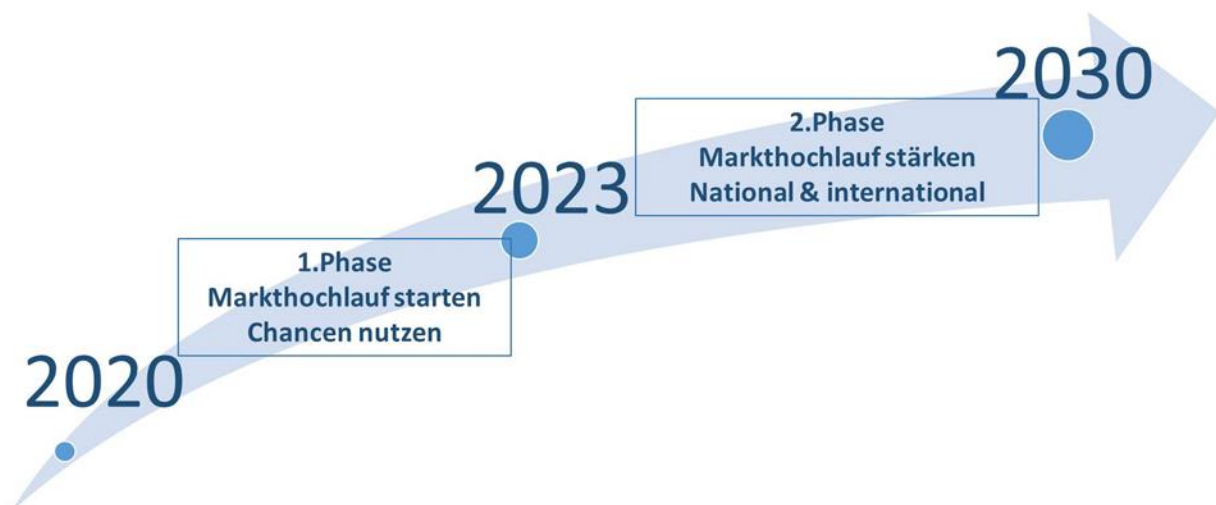 2020
1.Phase
Markthochlauf starten
Chancen nutzen
2023
2.Phase
Markthochlauf stärken
National & international
2030